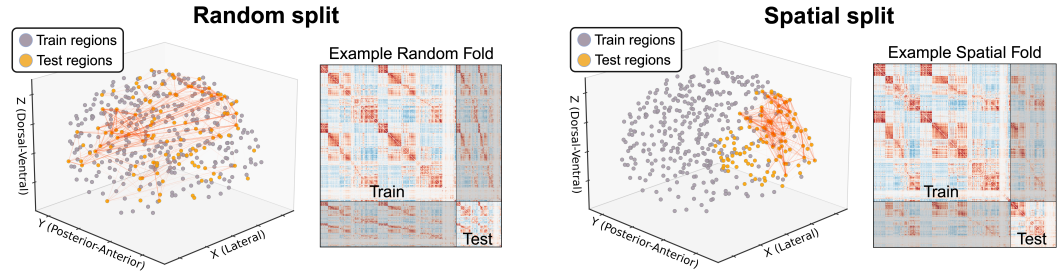 Random split
Train regions
Test regions
Z (Dorsal-Ventral)
Y (Posterior-Anterior)
X (Lateral)
Example Random Fold
Train
Test
Spatial split
Train regions
Test regions
Z (Dorsal-Ventral)
Y (Posterior-Anterior)
X (Lateral)
Example Spatial Fold
Train
Test